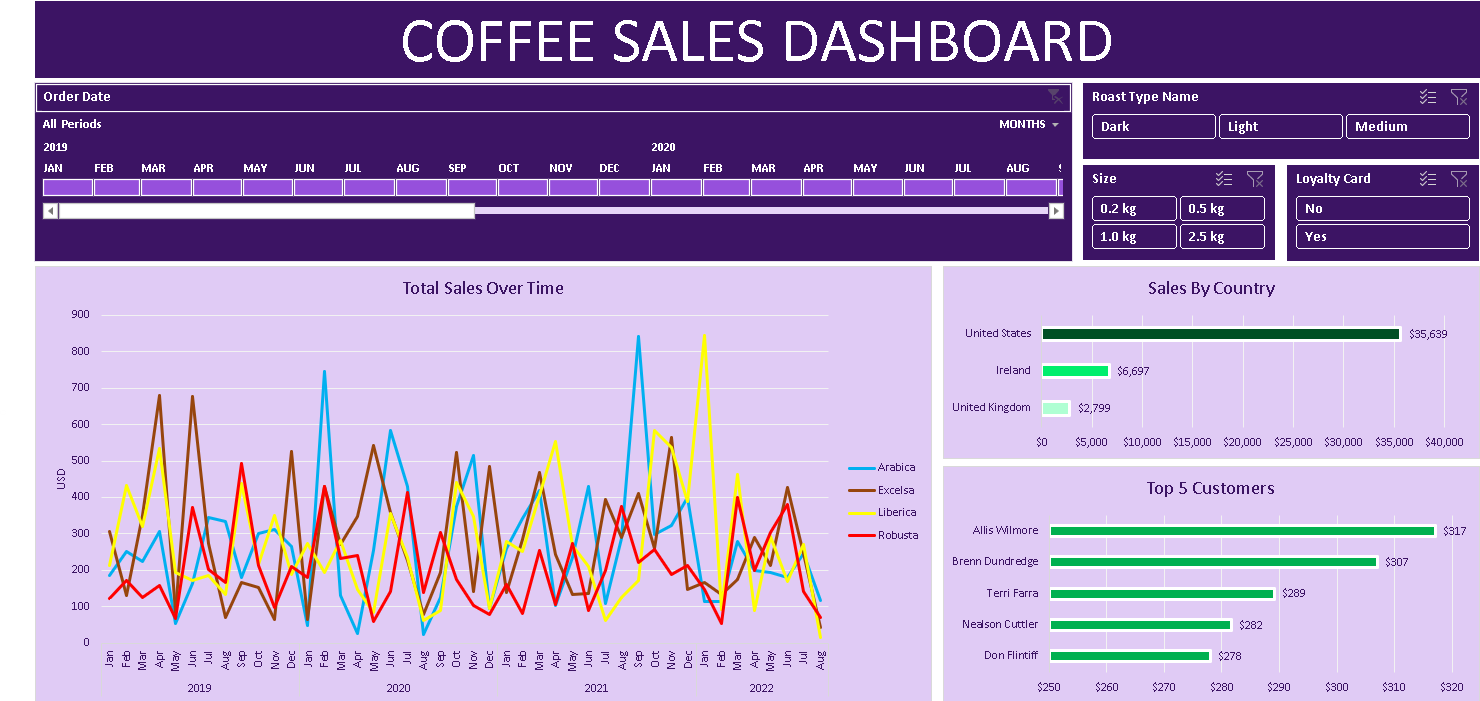 COFFEE SALES DASHBOARD
Order Date
All Periods MONTHS
2019 2020
JAN FEB MAR APR MAY JUN JUL AUG SEP OCT NOV DEC JAN FEB MAR APR MAY JUN JUL AUG
Roast Type Name
Dark Light Medium
Size
0.2 kg 0.5 kg
1.0 kg 2.5 kg
Loyalty Card
No
Yes
Total Sales Over Time
900
800
700
600
500
400
300
200
100
0
USD
Jan Feb Mar Apr May Jun Jul Aug Sep Oct Nov Dec Jan Feb Mar Apr May Jun Jul Aug Sep Oct Nov Dec Jan Feb Mar Apr May Jun Jul Aug Sep Oct Nov Dec Jan Feb Mar Apr May Jun Jul Aug
2019 2020 2021 2022
Arabica
Excelsa
Liberica
Robusta
Sales By Country
United States $35,639
Ireland $6,697
United Kingdom $2,799
$0 $5,000 $10,000 $15,000 $20,000 $25,000 $30,000 $35,000 $40,000
Top 5 Customers
Allis Wilmore $317
Brenn Dundredge $307
Terri Farra $289
Nealson Cuttler $282
Don Flintiff $278
$250 $260 $270 $280 $290 $300 $310 $320